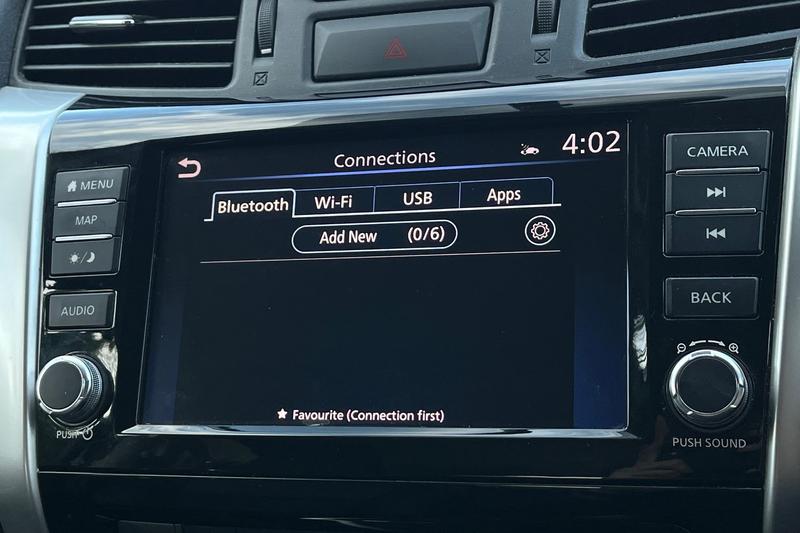 Connections
4:02
Bluetooth
Wi-Fi
USB
Apps
Add New (0/6)
Favourite (Connection first)
MENU
MAP
AUDIO
PUSH
CAMERA
BACK
PUSH SOUND